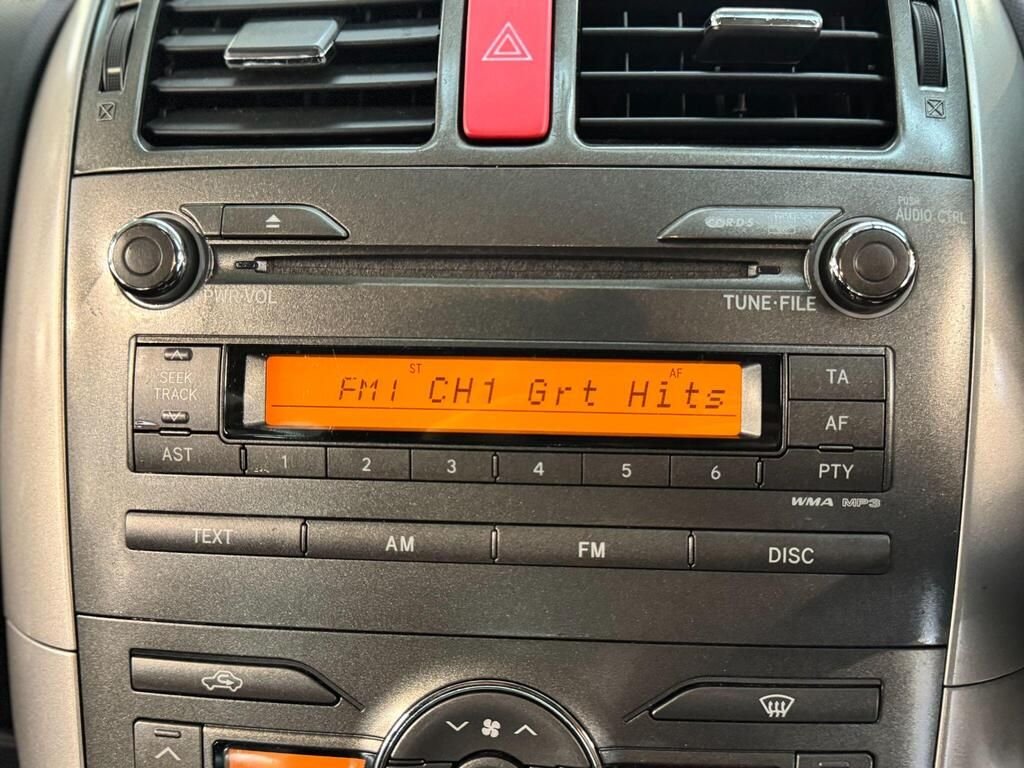 PUSH
AUDIO CTRL
R·D·S
PWR·VOL
TUNE·FILE
SEEK
TRACK
ST
AF
FM1 CH1 Grt Hits
TA
AF
AST
1
2
3
4
5
6
PTY
WMA MP3
TEXT
AM
FM
DISC